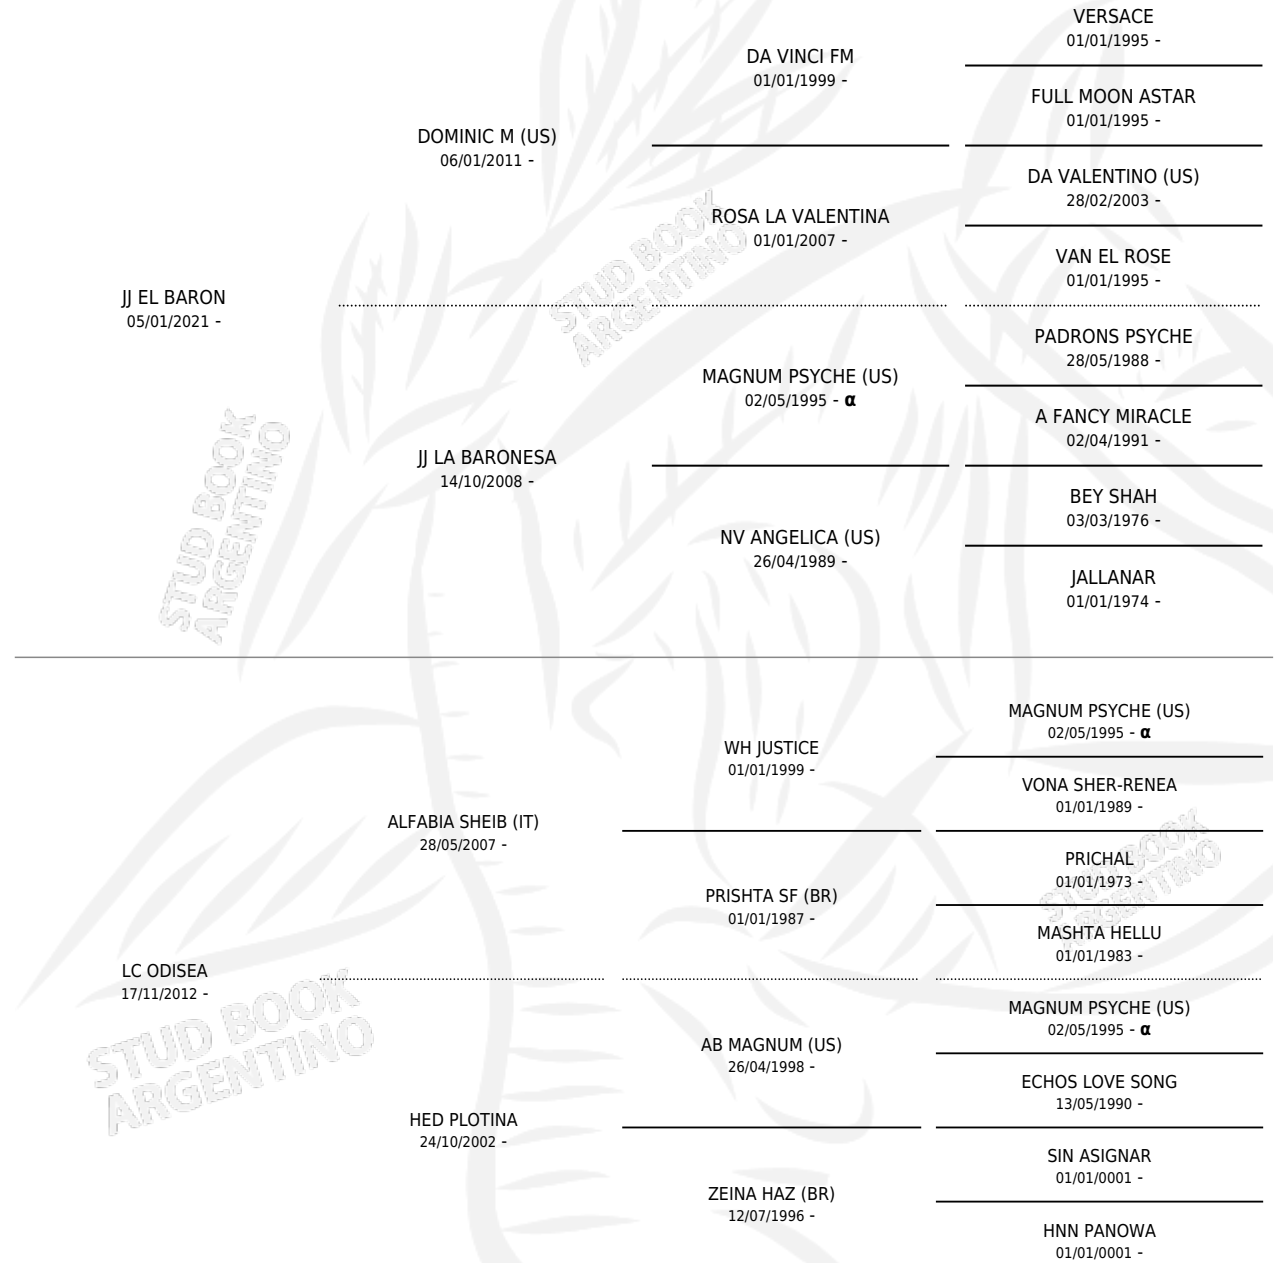 VERSACE
01/01/1995 -
DA VINCI FM
01/01/1999 -
FULL MOON ASTAR
01/01/1995 -
DOMINIC M (US)
06/01/2011 -
DA VALENTINO (US)
28/02/2003 -
ROSA LA VALENTINA
01/01/2007 -
VAN EL ROSE
01/01/1995 -
JJ EL BARON
05/01/2021 -
PADRONS PSYCHE
28/05/1988 -
MAGNUM PSYCHE (US)
02/05/1995 - α
A FANCY MIRACLE
02/04/1991 -
JJ LA BARONESA
14/10/2008 -
BEY SHAH
03/03/1976 -
NV ANGELICA (US)
26/04/1989 -
JALLANAR
01/01/1974 -
STUD BOOK
ARGENTINO
STUD BOOK
ARGENTINO
MAGNUM PSYCHE (US)
02/05/1995 - α
WH JUSTICE
01/01/1999 -
VONA SHER-RENEA
01/01/1989 -
ALFABIA SHEIB (IT)
28/05/2007 -
PRICHAL
01/01/1973 -
PRISHTA SF (BR)
01/01/1987 -
MASHTA HELLU
01/01/1983 -
LC ODISEA
17/11/2012 -
MAGNUM PSYCHE (US)
02/05/1995 - α
AB MAGNUM (US)
26/04/1998 -
ECHOS LOVE SONG
13/05/1990 -
HED PLOTINA
24/10/2002 -
SIN ASIGNAR
01/01/0001 -
ZEINA HAZ (BR)
12/07/1996 -
HNN PANOWA
01/01/0001 -
STUD BOOK
ARGENTINO
STUD BOOK
ARGENTINO